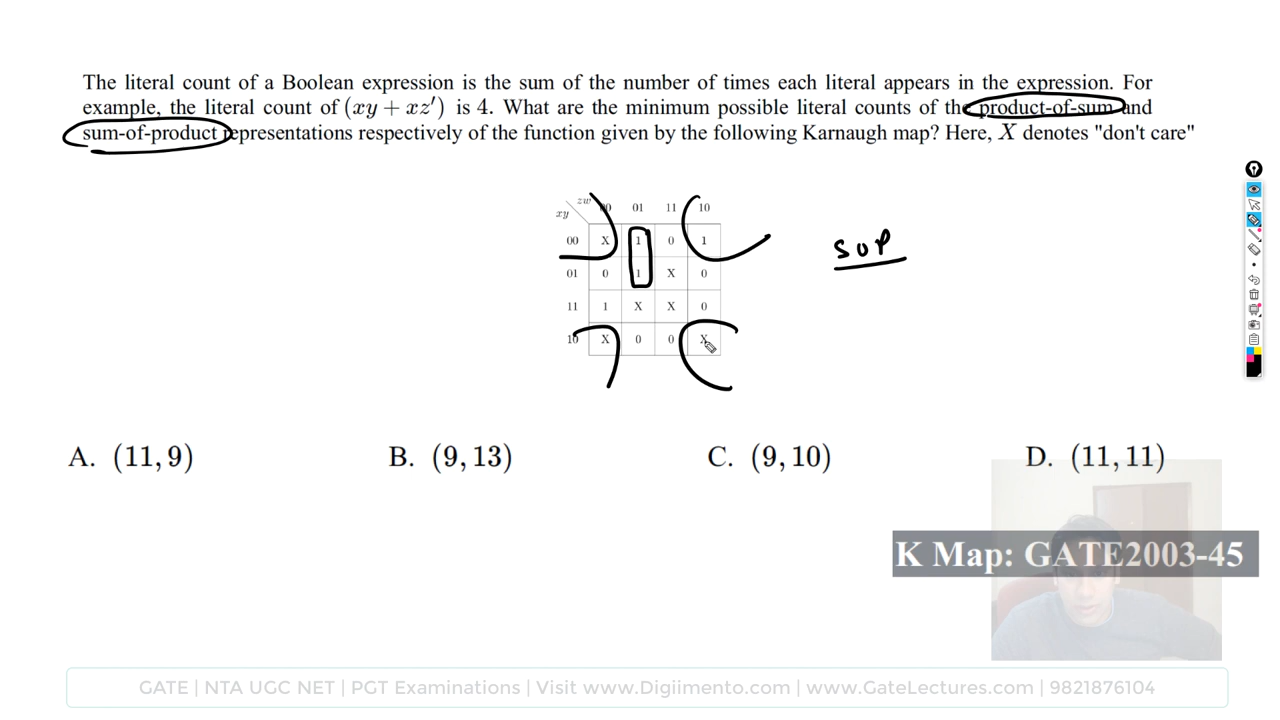 The literal count of a Boolean expression is the sum of the number of times each literal appears in the expression. For
example, the literal count of (xy + xz′) is 4. What are the minimum possible literal counts of the product-of-sum and
sum-of-product representations respectively of the function given by the following Karnaugh map? Here, X denotes "don't care"
zw 00 01 11 10
xy
00 X 1 0 1
01 0 1 X 0
11 1 X X 0
10 X 0 0 X
SOP
A. (11, 9) B. (9, 13) C. (9, 10) D. (11, 11)
K Map: GATE2003-45
GATE | NTA UGC NET | PGT Examinations | Visit www.Digiimento.com | www.GateLectures.com | 9821876104